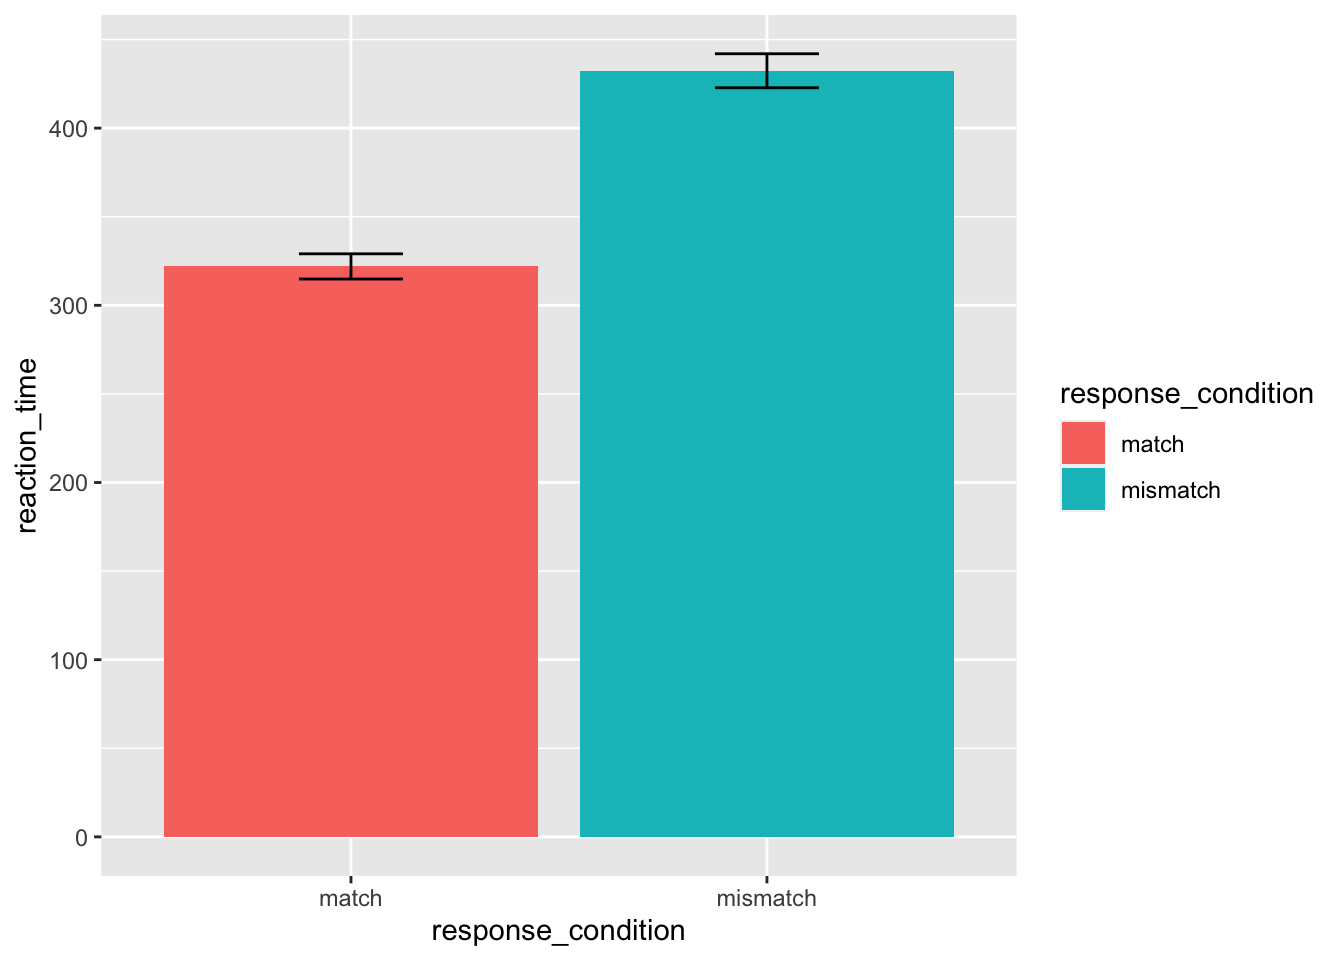 400
300
200
100
0
reaction_time
match
mismatch
response_condition
response_condition
match
mismatch